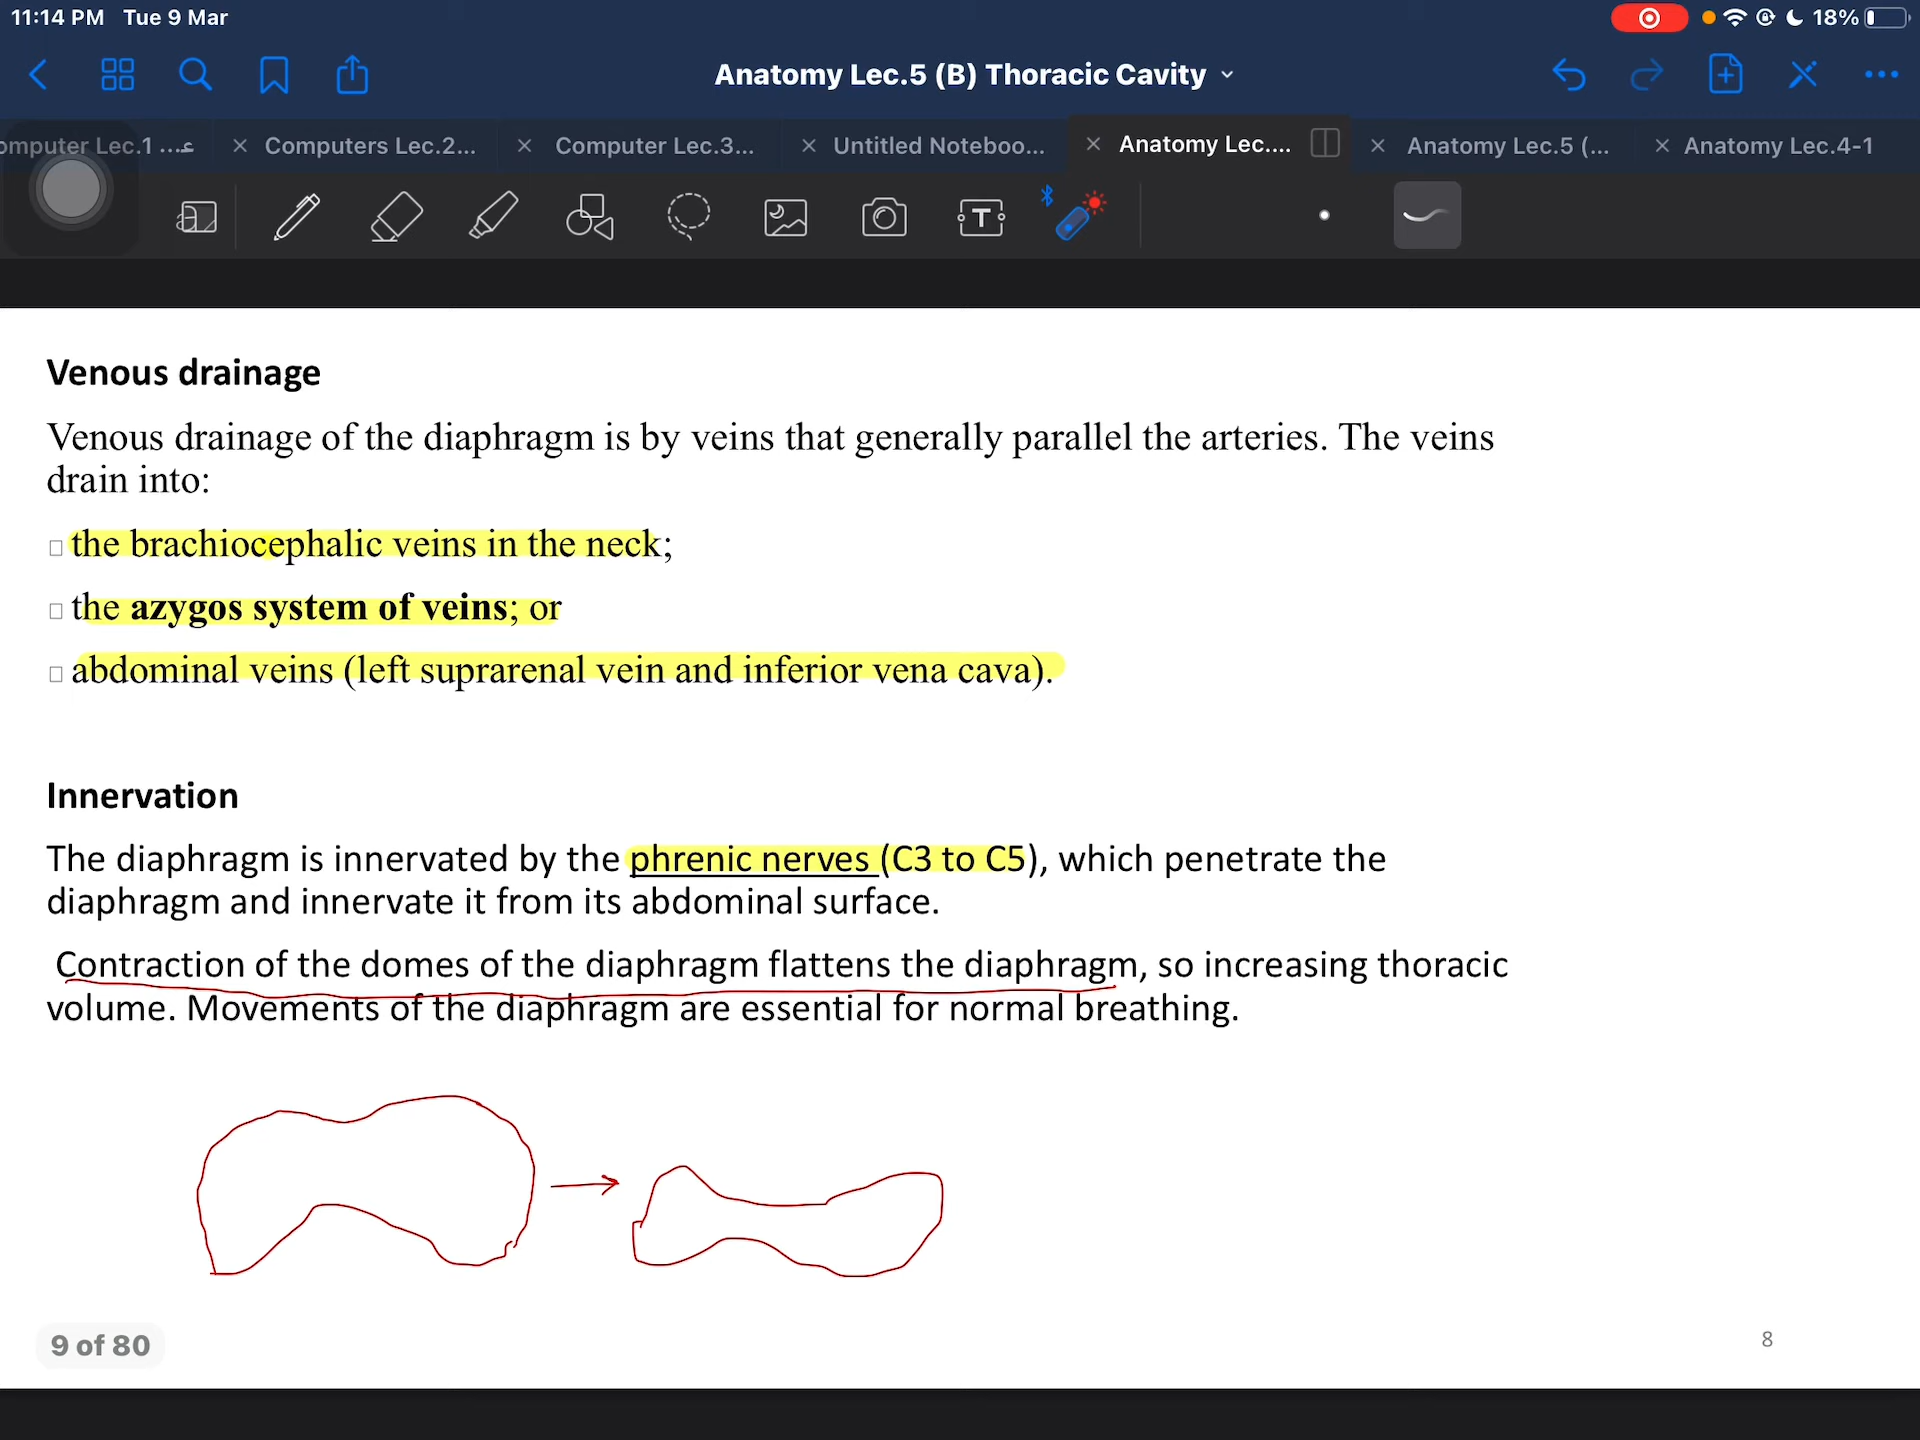 11:14 PM Tue 9 Mar
18%
Anatomy Lec.5 (B) Thoracic Cavity
omputer Lec.1 ...ع
Computers Lec.2...
Computer Lec.3...
Untitled Noteboo...
Anatomy Lec....
Anatomy Lec.5 (...
Anatomy Lec.4-1
Venous drainage
Venous drainage of the diaphragm is by veins that generally parallel the arteries. The veins
drain into:
the brachiocephalic veins in the neck;
the azygos system of veins; or
abdominal veins (left suprarenal vein and inferior vena cava).
Innervation
The diaphragm is innervated by the phrenic nerves (C3 to C5), which penetrate the
diaphragm and innervate it from its abdominal surface.
Contraction of the domes of the diaphragm flattens the diaphragm, so increasing thoracic
volume. Movements of the diaphragm are essential for normal breathing.
9 of 80
8